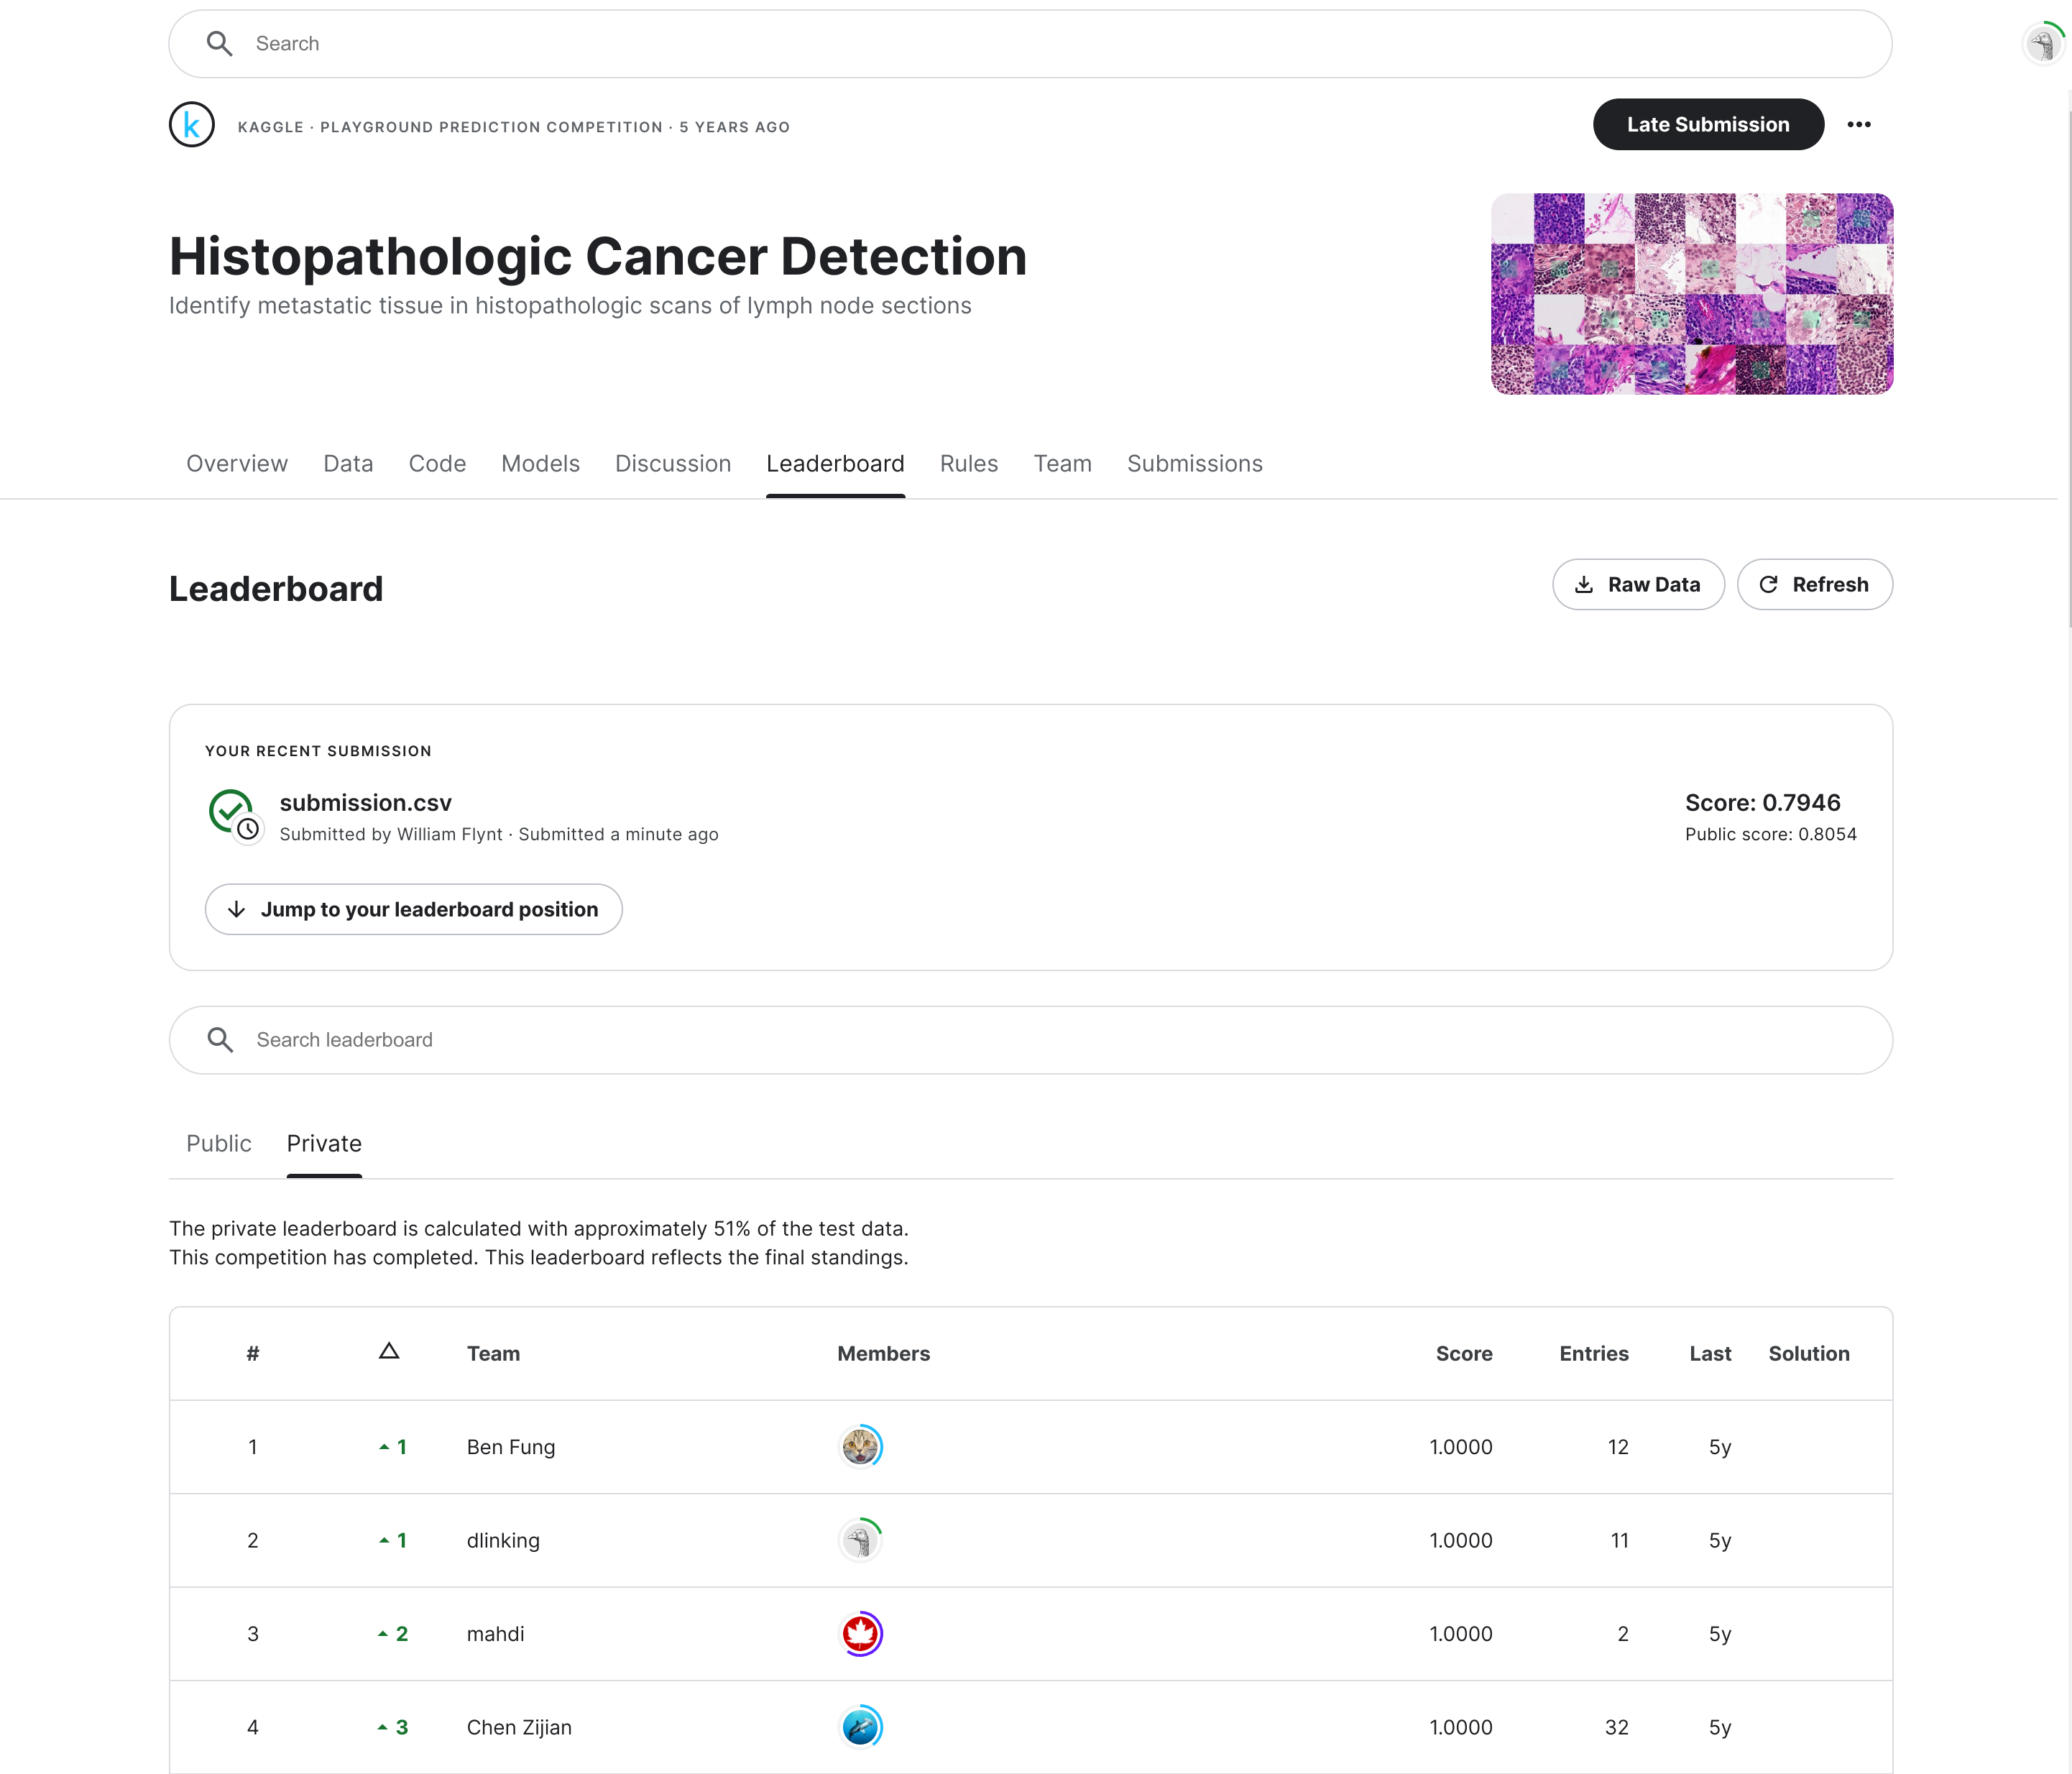 Search
k
KAGGLE · PLAYGROUND PREDICTION COMPETITION · 5 YEARS AGO
Late Submission
Histopathologic Cancer Detection
Identify metastatic tissue in histopathologic scans of lymph node sections
Overview Data Code Models Discussion Leaderboard Rules Team Submissions
Leaderboard
Raw Data
Refresh
YOUR RECENT SUBMISSION
submission.csv
Submitted by William Flynt · Submitted a minute ago
Score: 0.7946
Public score: 0.8054
Jump to your leaderboard position
Search leaderboard
Public Private
The private leaderboard is calculated with approximately 51% of the test data.
This competition has completed. This leaderboard reflects the final standings.
# Team Members Score Entries Last Solution
1 1 Ben Fung 1.0000 12 5y
2 1 dlinking 1.0000 11 5y
3 2 mahdi 1.0000 2 5y
4 3 Chen Zijian 1.0000 32 5y